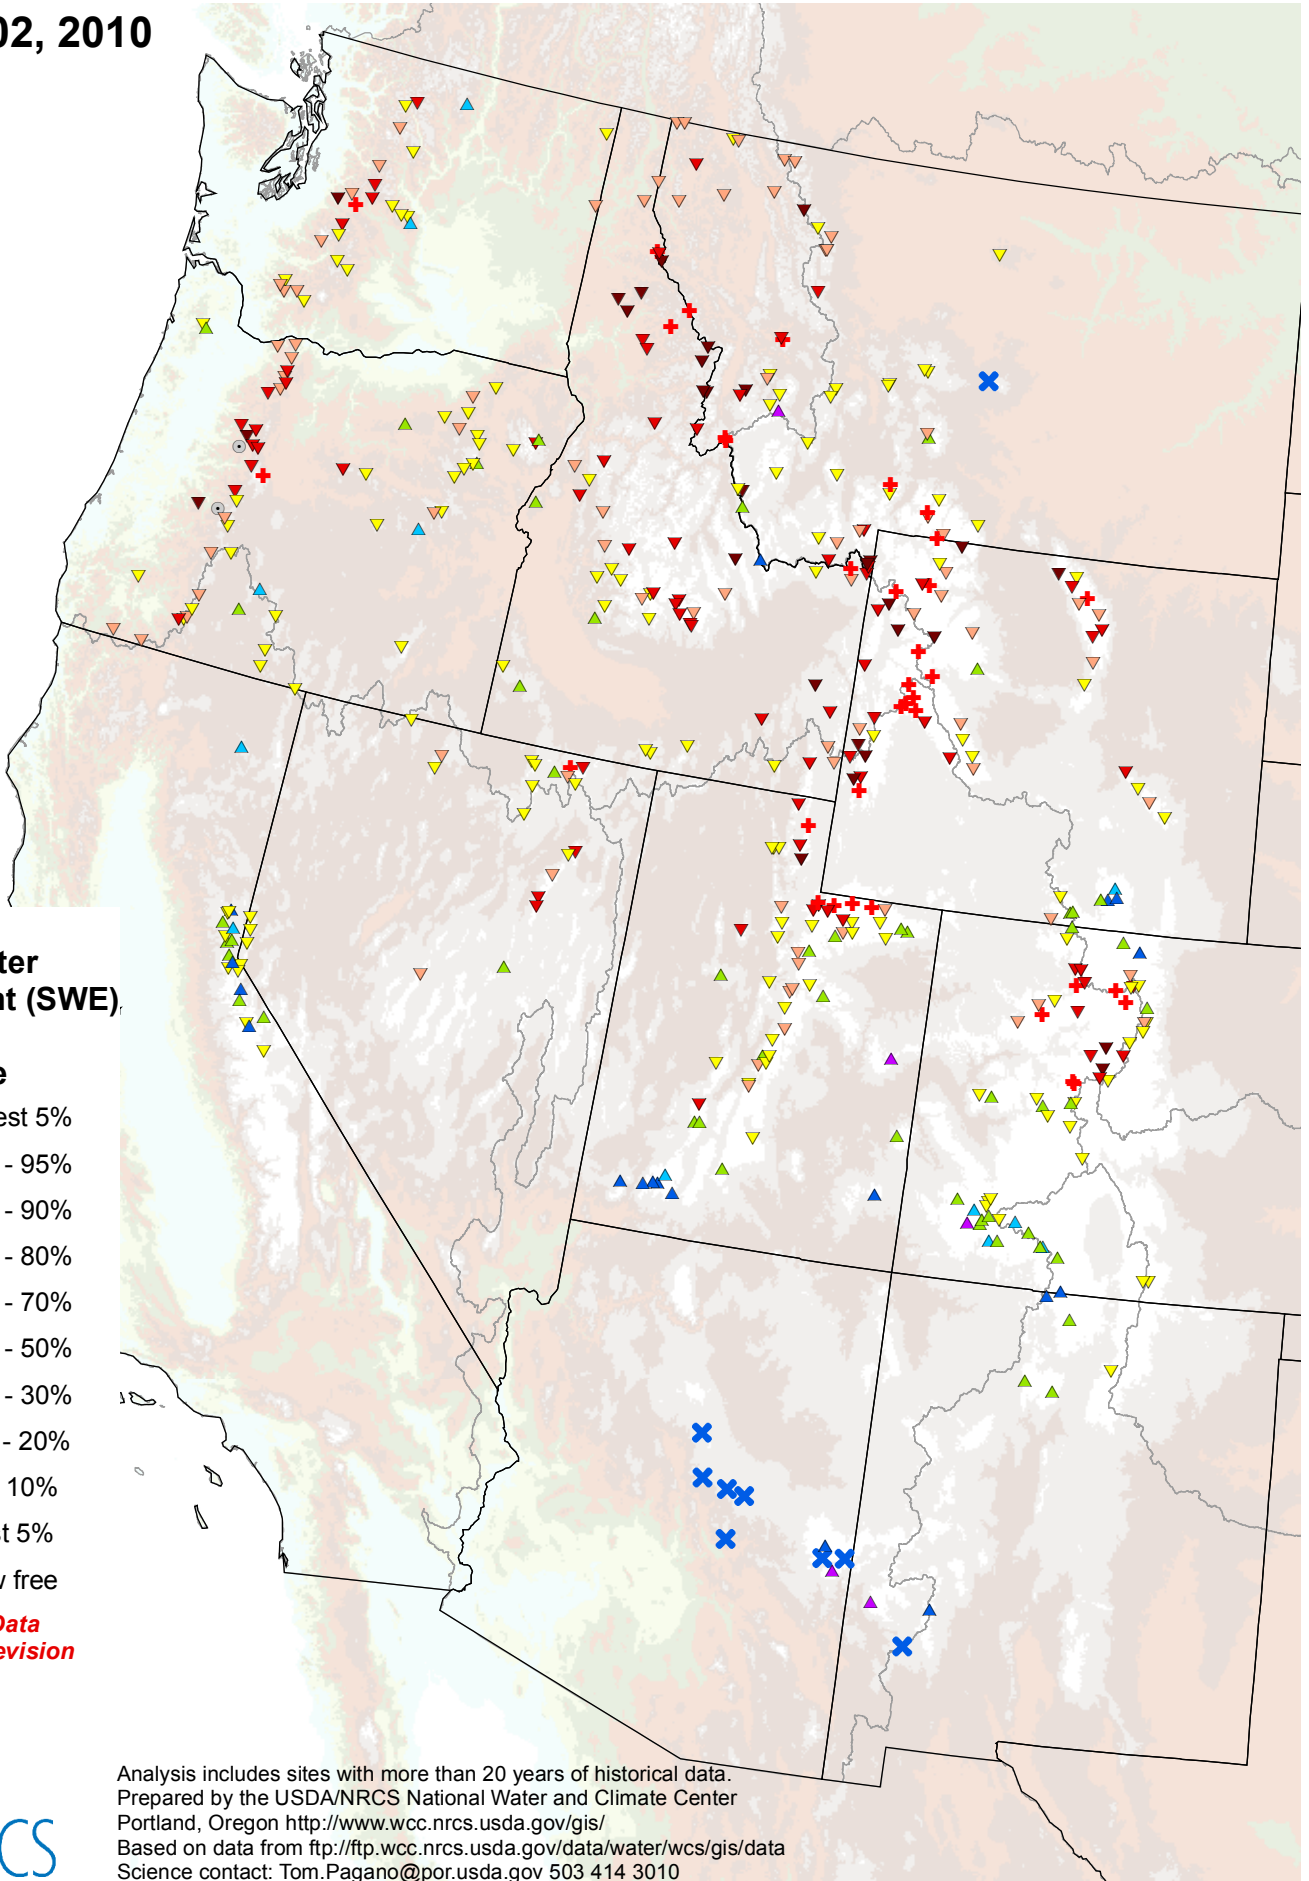 02, 2010
ter
nt (SWE)
e
est 5%
- 95%
- 90%
- 80%
- 70%
- 50%
- 30%
- 20%
10%
st 5%
v free
Data
evision
Analysis includes sites with more than 20 years of historical data.
Prepared by the USDA/NRCS National Water and Climate Center
Portland, Oregon http://www.wcc.nrcs.usda.gov/gis/
Based on data from ftp://ftp.wcc.nrcs.usda.gov/data/water/wcs/gis/data
Science contact: Tom.Pagano@por.usda.gov 503 414 3010
CS